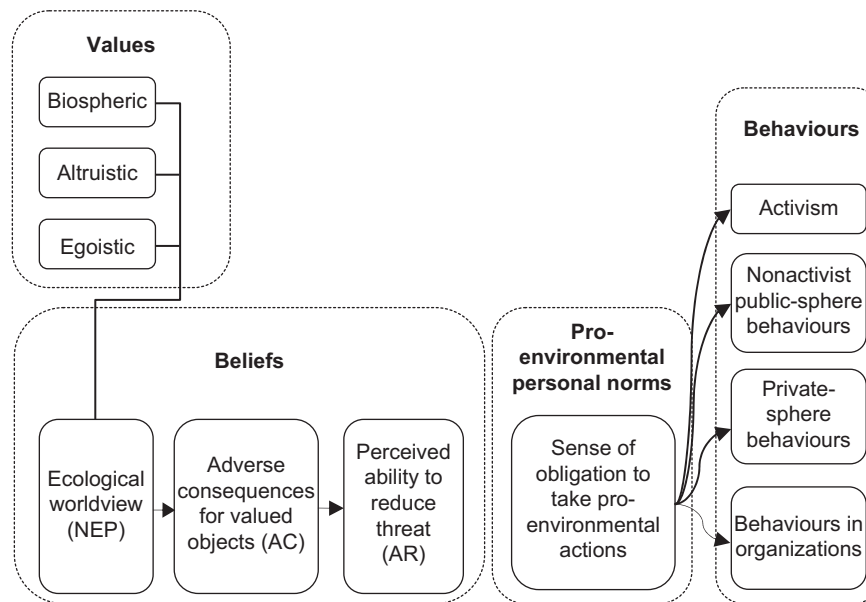 Values
Biospheric
Altruistic
Egoistic
Beliefs
Ecological
worldview
(NEP)
Adverse
consequences
for valued
objects (AC)
Perceived
ability to
reduce
threat
(AR)
Pro-
environmental
personal norms
Sense of
obligation to
take pro-
environmental
actions
Behaviours
Activism
Nonactivist
public-sphere
behaviours
Private-
sphere
behaviours
Behaviours in
organizations